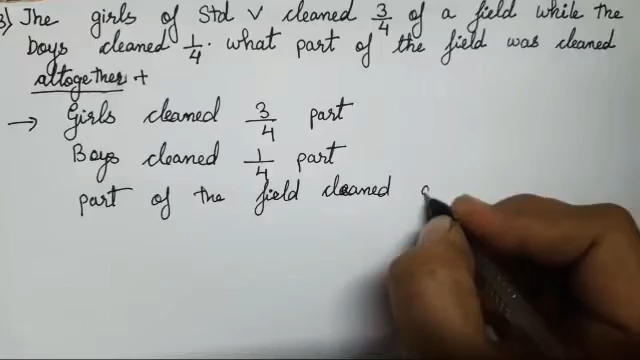 3) The girls of Std V cleaned 3/4 of a field while the
boys cleaned 1/4. what part of the field was cleaned
altogether +
→ Girls cleaned 3/4 part
Boys cleaned 1/4 part
part of the field cleaned